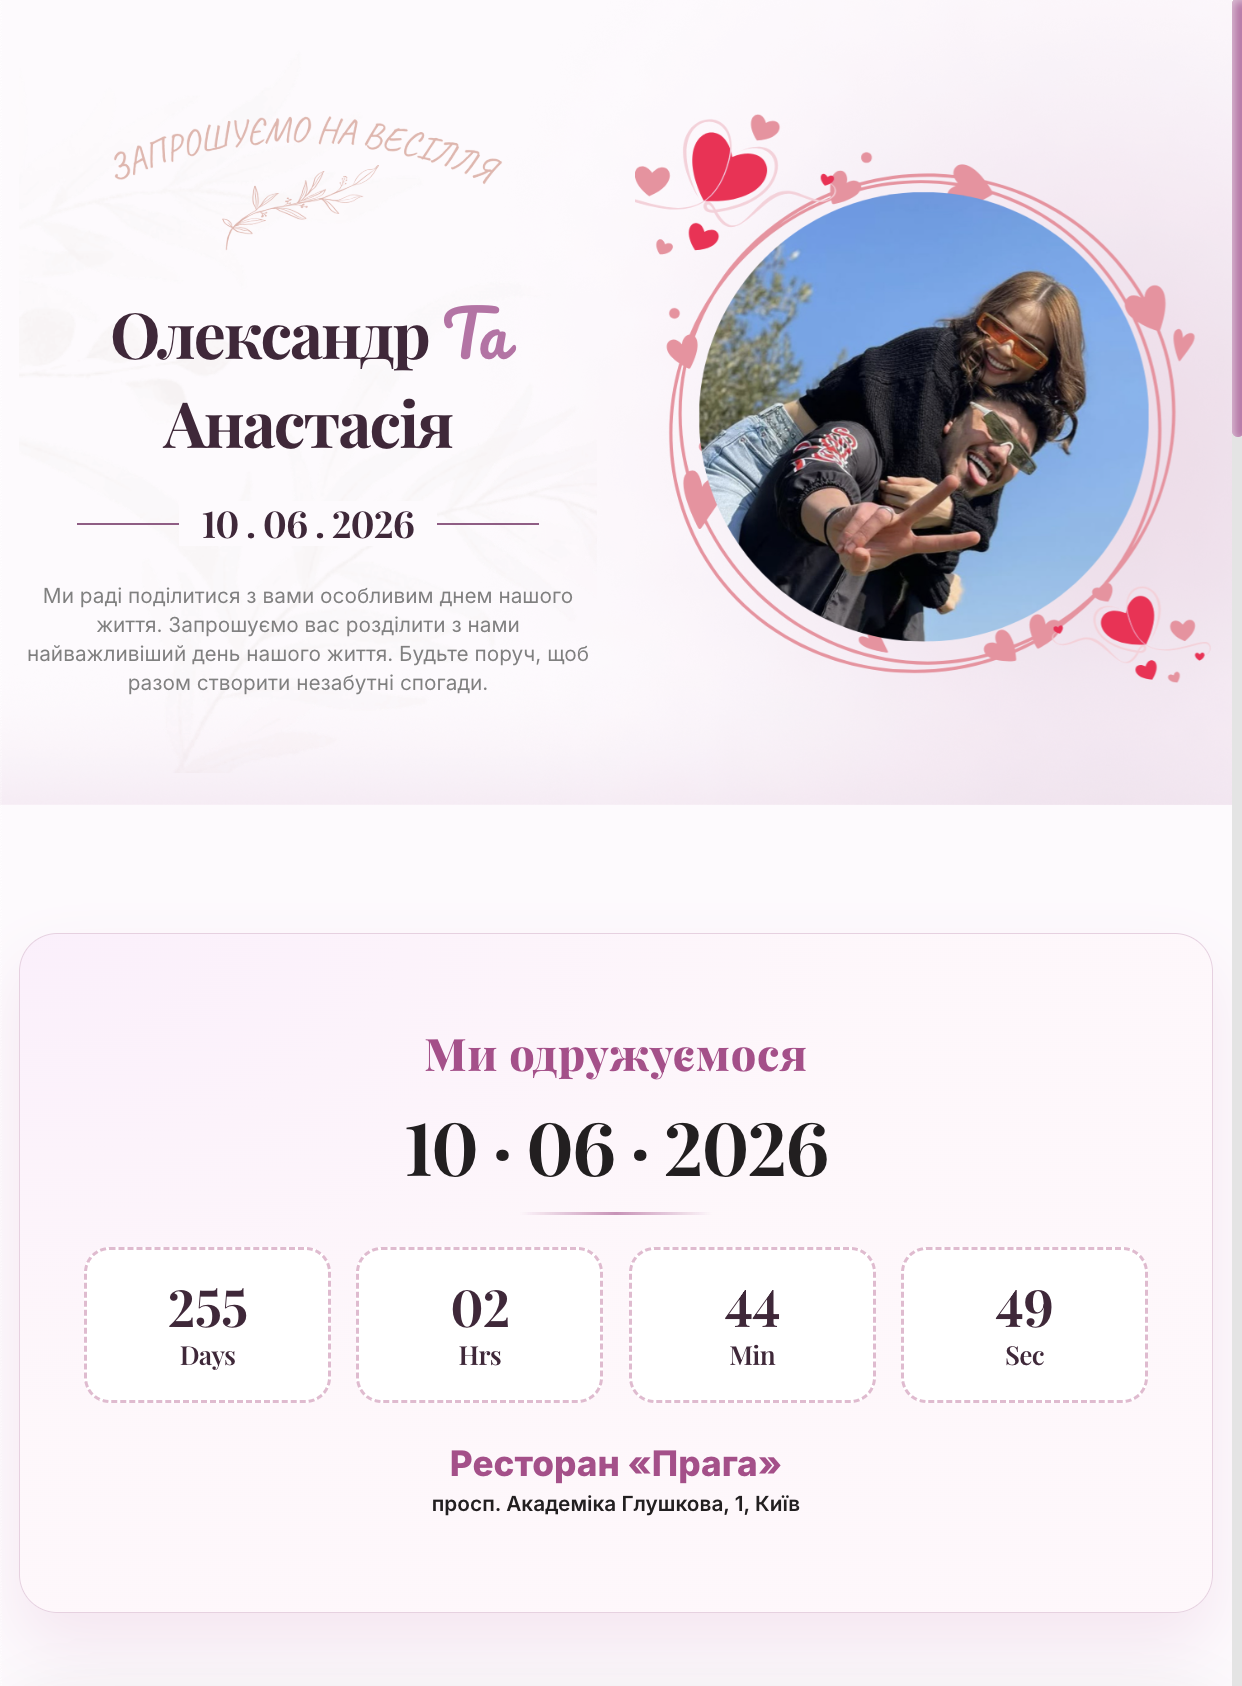 ЗАПРОШУЄМО НА ВЕСІЛЛЯ
Олександр Та
Анастасія
10 . 06 . 2026
Ми раді поділитися з вами особливим днем нашого
життя. Запрошуємо вас розділити з нами
найважливіший день нашого життя. Будьте поруч, щоб
разом створити незабутні спогади.
Ми одружуємося
10 · 06 · 2026
255
Days
02
Hrs
44
Min
49
Sec
Ресторан «Прага»
просп. Академіка Глушкова, 1, Київ